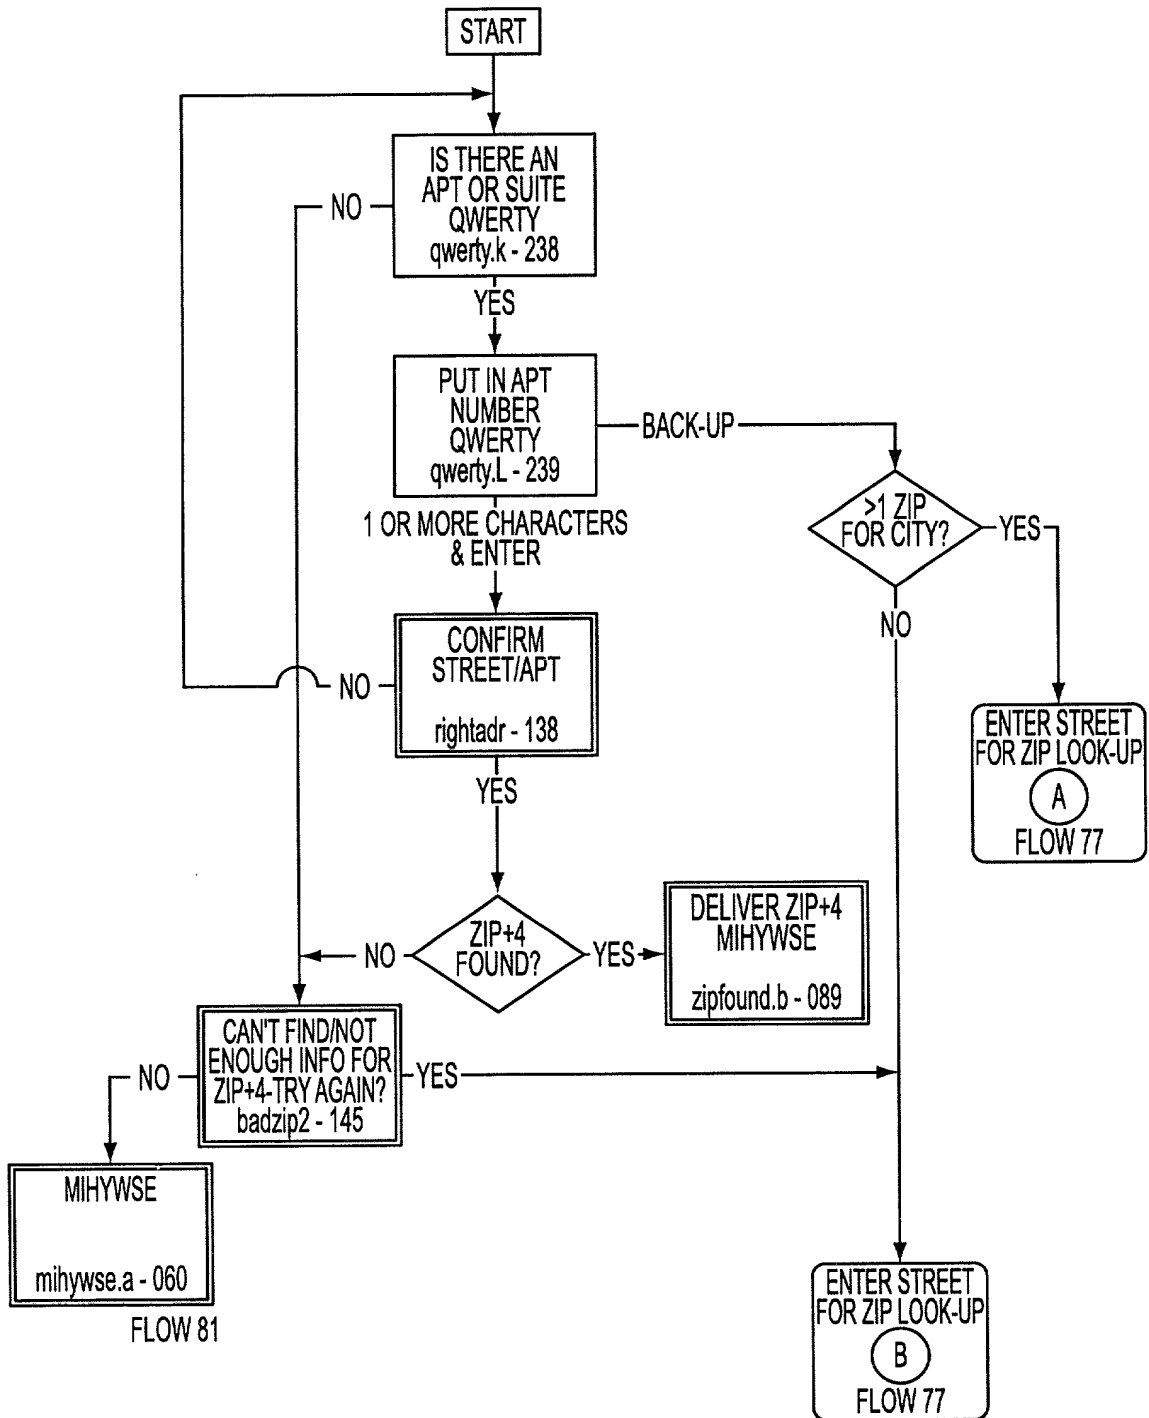 START
IS THERE AN
APT OR SUITE
QWERTY
qwerty.k - 238
NO
YES
PUT IN APT
NUMBER
QWERTY
qwerty.L - 239
BACK-UP
>1 ZIP
FOR CITY?
YES
NO
1 OR MORE CHARACTERS
& ENTER
CONFIRM
STREET/APT
rightadr - 138
NO
YES
ENTER STREET
FOR ZIP LOOK-UP
A
FLOW 77
ZIP+4
FOUND?
NO
YES
DELIVER ZIP+4
MIHYWSE
zipfound.b - 089
CAN'T FIND/NOT
ENOUGH INFO FOR
ZIP+4-TRY AGAIN?
badzip2 - 145
NO
YES
MIHYWSE
mihywse.a - 060
FLOW 81
ENTER STREET
FOR ZIP LOOK-UP
B
FLOW 77